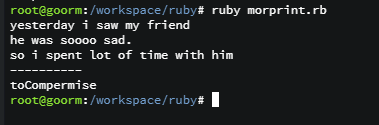 root@goorm:/workspace/ruby# ruby morprint.rb
yesterday i saw my friend
he was soooo sad.
so i spent lot of time with him
----------
toCompermise
root@goorm:/workspace/ruby#